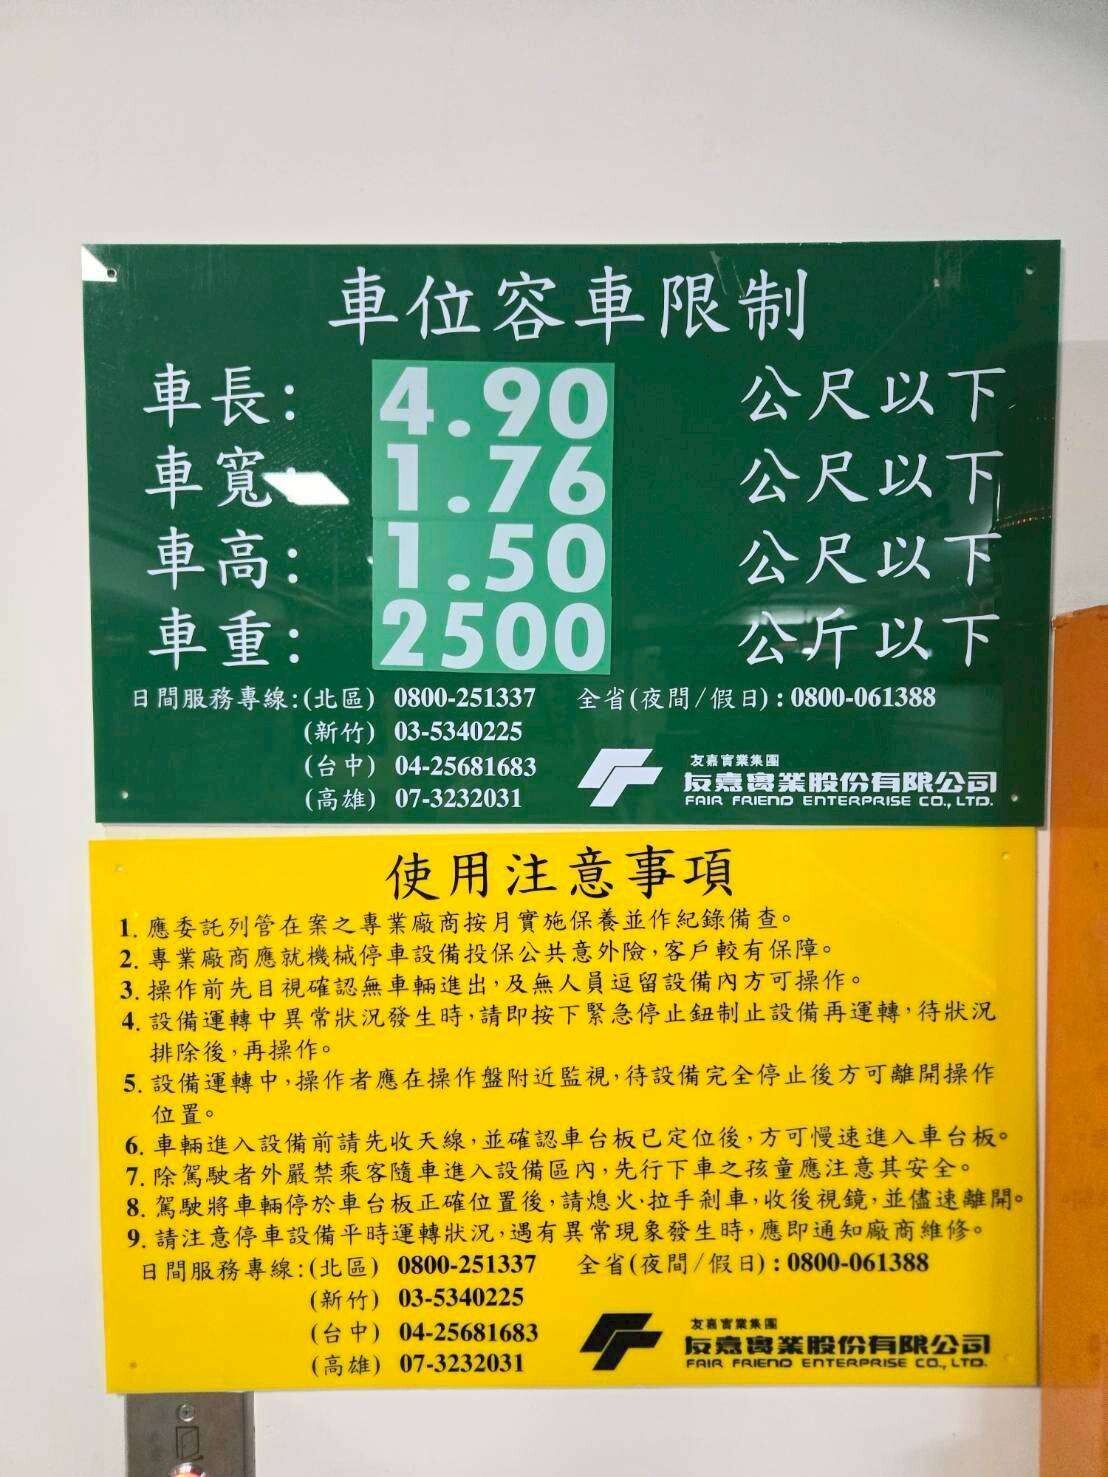 車位容車限制
車長: 4.90 公尺以下
車寬: 1.76 公尺以下
車高: 1.50 公尺以下
車重: 2500 公斤以下
日間服務專線:(北區) 0800-251337 全省(夜間/假日):0800-061388
(新竹) 03-5340225
(台中) 04-25681683
(高雄) 07-3232031
友嘉實業集團
友嘉實業股份有限公司
FAIR FRIEND ENTERPRISE CO., LTD.
使用注意事項
1. 應委託列管在案之專業廠商按月實施保養並作紀錄備查。
2. 專業廠商應就機械停車設備投保公共意外險,客戶較有保障。
3. 操作前先目視確認無車輛進出,及無人員逗留設備內方可操作。
4. 設備運轉中異常狀況發生時,請即按下緊急停止鈕制止設備再運轉,待狀況
排除後,再操作。
5. 設備運轉中,操作者應在操作盤附近監視,待設備完全停止後方可離開操作
位置。
6. 車輛進入設備前請先收天線,並確認車台板已定位後,方可慢速進入車台板。
7. 除駕駛者外嚴禁乘客隨車進入設備區內,先行下車之孩童應注意其安全。
8. 駕駛將車輛停於車台板正確位置後,請熄火·拉手剎車,收後視鏡,並儘速離開。
9. 請注意停車設備平時運轉狀況,遇有異常現象發生時,應即通知廠商維修。
日間服務專線:(北區) 0800-251337 全省(夜間/假日):0800-061388
(新竹) 03-5340225
(台中) 04-25681683
(高雄) 07-3232031
友嘉實業集團
友嘉實業股份有限公司
FAIR FRIEND ENTERPRISE CO., LTD.